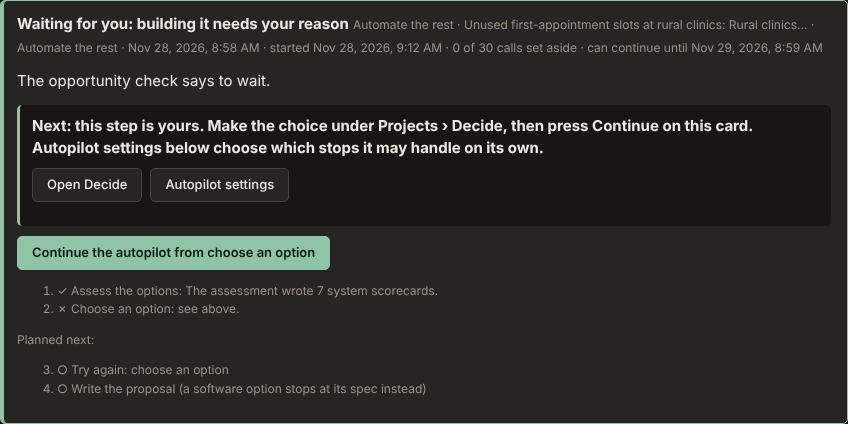 Waiting for you: building it needs your reason Automate the rest · Unused first-appointment slots at rural clinics: Rural clinics... ·
Automate the rest · Nov 28, 2026, 8:58 AM · started Nov 28, 2026, 9:12 AM · 0 of 30 calls set aside · can continue until Nov 29, 2026, 8:59 AM
The opportunity check says to wait.
Next: this step is yours. Make the choice under Projects › Decide, then press Continue on this card.
Autopilot settings below choose which stops it may handle on its own.
Open Decide Autopilot settings
Continue the autopilot from choose an option
1. ✓ Assess the options: The assessment wrote 7 system scorecards.
2. × Choose an option: see above.
Planned next:
3. ○ Try again: choose an option
4. ○ Write the proposal (a software option stops at its spec instead)